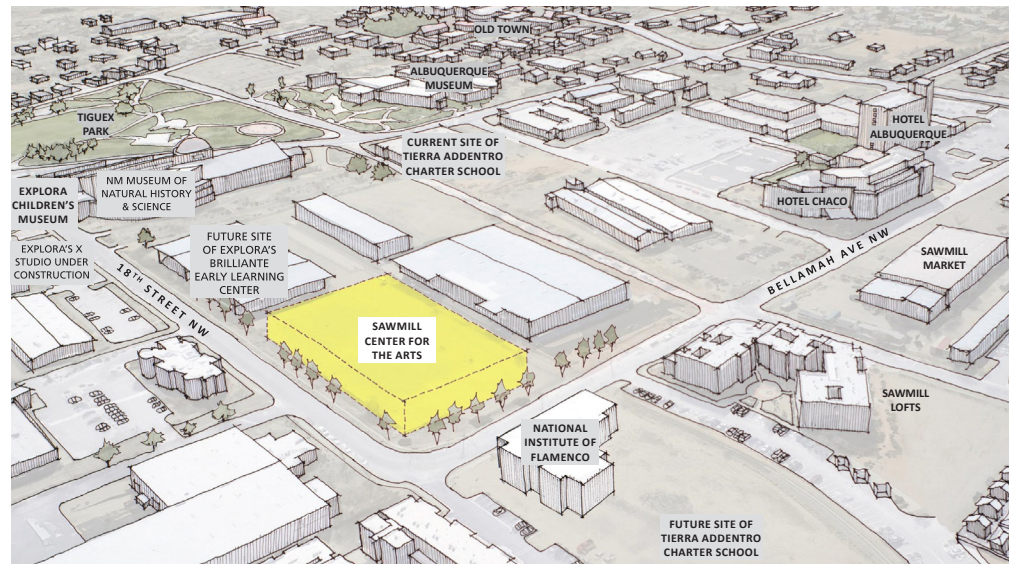 OLD TOWN
ALBUQUERQUE
MUSEUM
TIGUEX
PARK
HOTEL
ALBUQUERQUE
CURRENT SITE OF
TIERRA ADDENTRO
CHARTER SCHOOL
EXPLORA
CHILDREN'S
MUSEUM
NM MUSEUM OF
NATURAL HISTORY
& SCIENCE
HOTEL CHACO
EXPLORA'S X
STUDIO UNDER
CONSTRUCTION
FUTURE SITE
OF EXPLORA'S
BRILLIANTE
EARLY LEARNING
CENTER
18TH STREET NW
BELLAMAH AVE NW
SAWMILL
MARKET
SAWMILL
CENTER FOR
THE ARTS
SAWMILL
LOFTS
NATIONAL
INSTITUTE OF
FLAMENCO
FUTURE SITE OF
TIERRA ADDENTRO
CHARTER SCHOOL